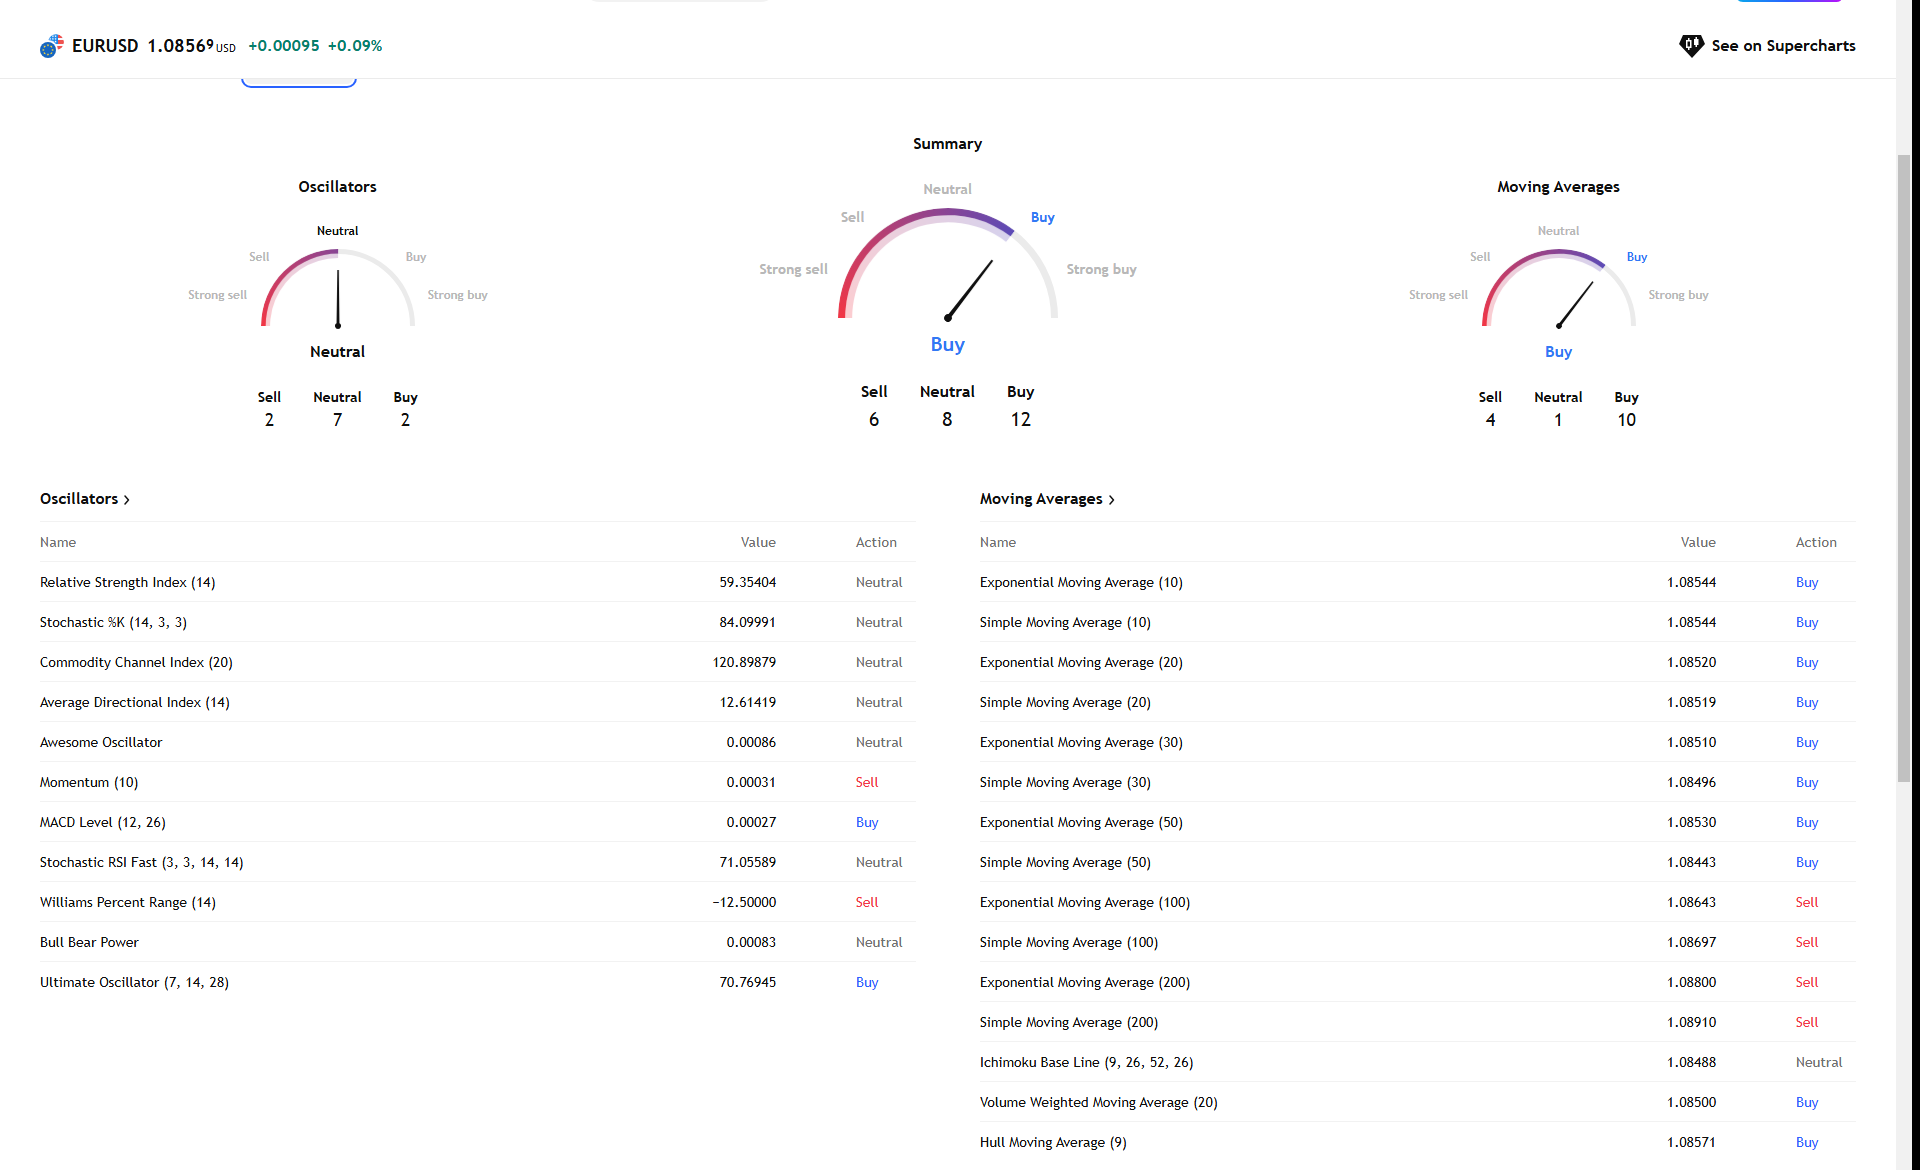 EURUSD 1.08569 USD +0.00095 +0.09%
See on Supercharts
Summary
Oscillators
Moving Averages
Neutral
Sell
Buy
Strong sell
Strong buy
Neutral
Sell 2
Neutral 7
Buy 2
Neutral
Sell
Buy
Strong sell
Strong buy
Buy
Sell 6
Neutral 8
Buy 12
Neutral
Sell
Buy
Strong sell
Strong buy
Buy
Sell 4
Neutral 1
Buy 10
Oscillators >
Name Value Action
Relative Strength Index (14) 59.35404 Neutral
Stochastic %K (14, 3, 3) 84.09991 Neutral
Commodity Channel Index (20) 120.89879 Neutral
Average Directional Index (14) 12.61419 Neutral
Awesome Oscillator 0.00086 Neutral
Momentum (10) 0.00031 Sell
MACD Level (12, 26) 0.00027 Buy
Stochastic RSI Fast (3, 3, 14, 14) 71.05589 Neutral
Williams Percent Range (14) −12.50000 Sell
Bull Bear Power 0.00083 Neutral
Ultimate Oscillator (7, 14, 28) 70.76945 Buy
Moving Averages >
Name Value Action
Exponential Moving Average (10) 1.08544 Buy
Simple Moving Average (10) 1.08544 Buy
Exponential Moving Average (20) 1.08520 Buy
Simple Moving Average (20) 1.08519 Buy
Exponential Moving Average (30) 1.08510 Buy
Simple Moving Average (30) 1.08496 Buy
Exponential Moving Average (50) 1.08530 Buy
Simple Moving Average (50) 1.08443 Buy
Exponential Moving Average (100) 1.08643 Sell
Simple Moving Average (100) 1.08697 Sell
Exponential Moving Average (200) 1.08800 Sell
Simple Moving Average (200) 1.08910 Sell
Ichimoku Base Line (9, 26, 52, 26) 1.08488 Neutral
Volume Weighted Moving Average (20) 1.08500 Buy
Hull Moving Average (9) 1.08571 Buy